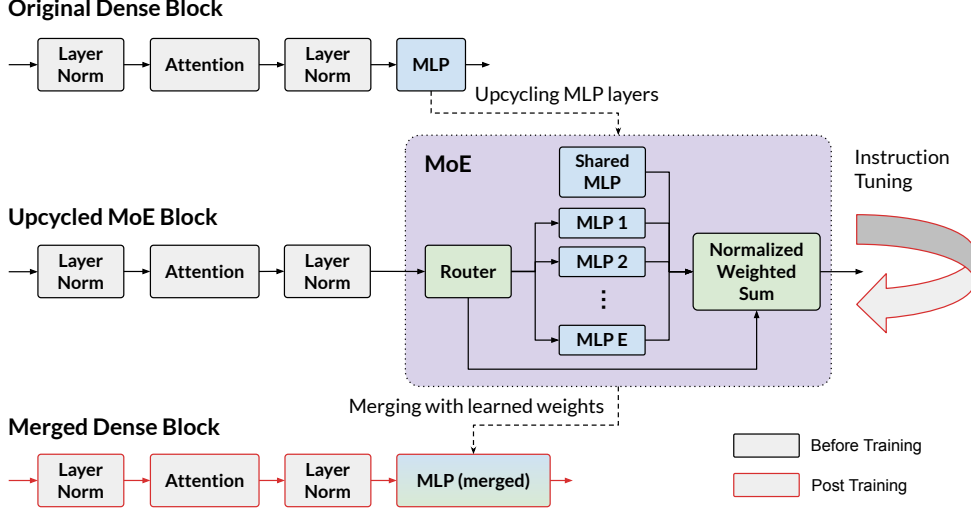 Original Dense Block
Layer
Norm
Attention
Layer
Norm
MLP
Upcycling MLP layers
MoE
Shared
MLP
Instruction
Tuning
Upcycled MoE Block
MLP 1
Layer
Norm
Attention
Layer
Norm
Router
MLP 2
Normalized
Weighted
Sum
⋮
MLP E
Merging with learned weights
Merged Dense Block
Layer
Norm
Attention
Layer
Norm
MLP (merged)
Before Training
Post Training